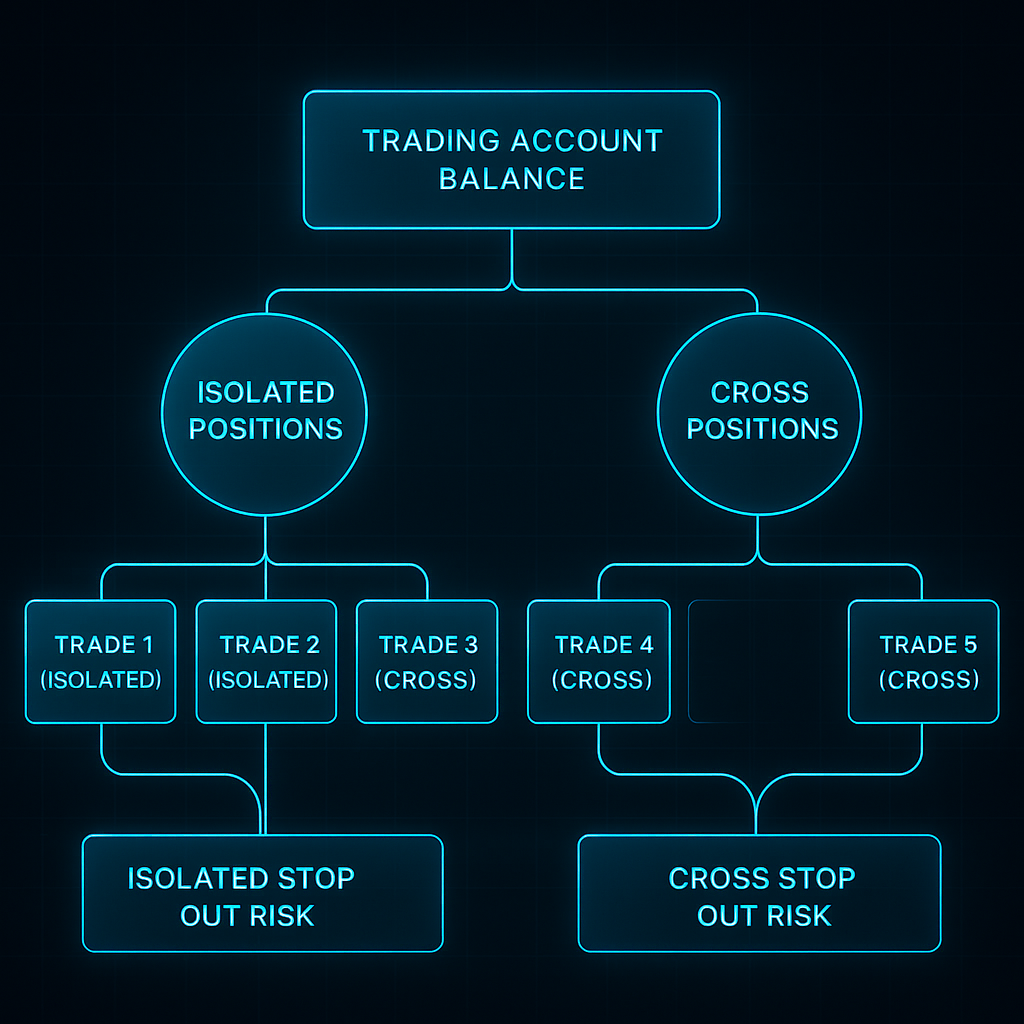 TRADING ACCOUNT
BALANCE
ISOLATED
POSITIONS
CROSS
POSITIONS
TRADE 1
(ISOLATED)
TRADE 2
(ISOLATED)
TRADE 3
(CROSS)
TRADE 4
(CROSS)
TRADE 5
(CROSS)
ISOLATED STOP
OUT RISK
CROSS STOP
OUT RISK